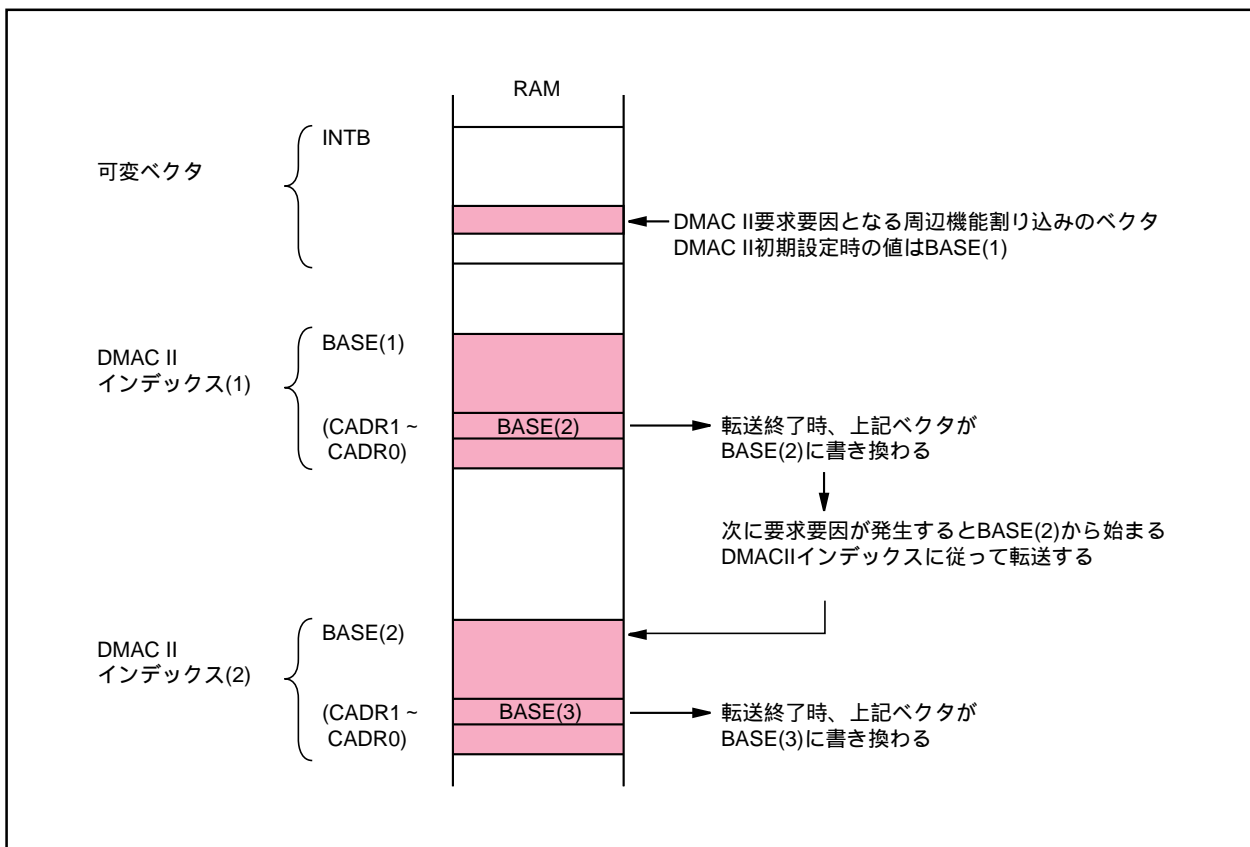 RAM
INTB
可変ベクタ
DMAC II要求要因となる周辺機能割り込みのベクタ
DMAC II初期設定時の値はBASE(1)
BASE(1)
DMAC II
インデックス(1)
(CADR1~
CADR0)
BASE(2)
転送終了時、上記ベクタが
BASE(2)に書き換わる
次に要求要因が発生するとBASE(2)から始まる
DMACIIインデックスに従って転送する
BASE(2)
DMAC II
インデックス(2)
(CADR1~
CADR0)
BASE(3)
転送終了時、上記ベクタが
BASE(3)に書き換わる